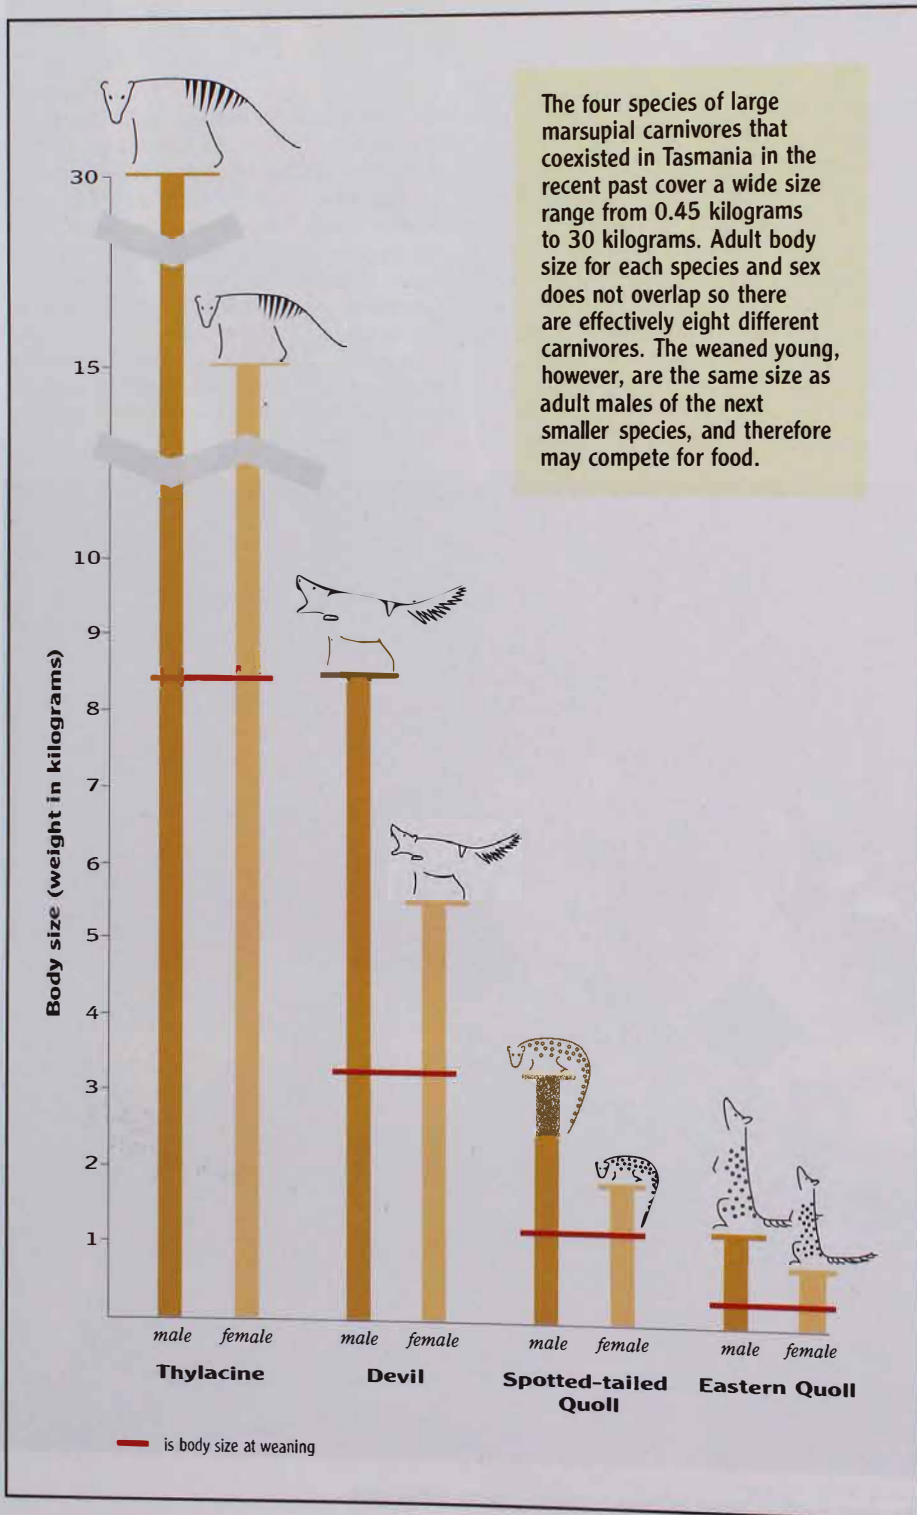 The four species of large
marsupial carnivores that
coexisted in Tasmania in the
recent past cover a wide size
range from 0.45 kilograms
to 30 kilograms. Adult body
size for each species and sex
does not overlap so there
are effectively eight different
carnivores. The weaned young,
however, are the same size as
adult males of the next
smaller species, and therefore
may compete for food.
30
15
10
9
8
7
6
5
4
3
2
1
Body size (weight in kilograms)
male female male female male female male female
Thylacine
Devil
Spotted-tailed
Quoll
Eastern Quoll
is body size at weaning